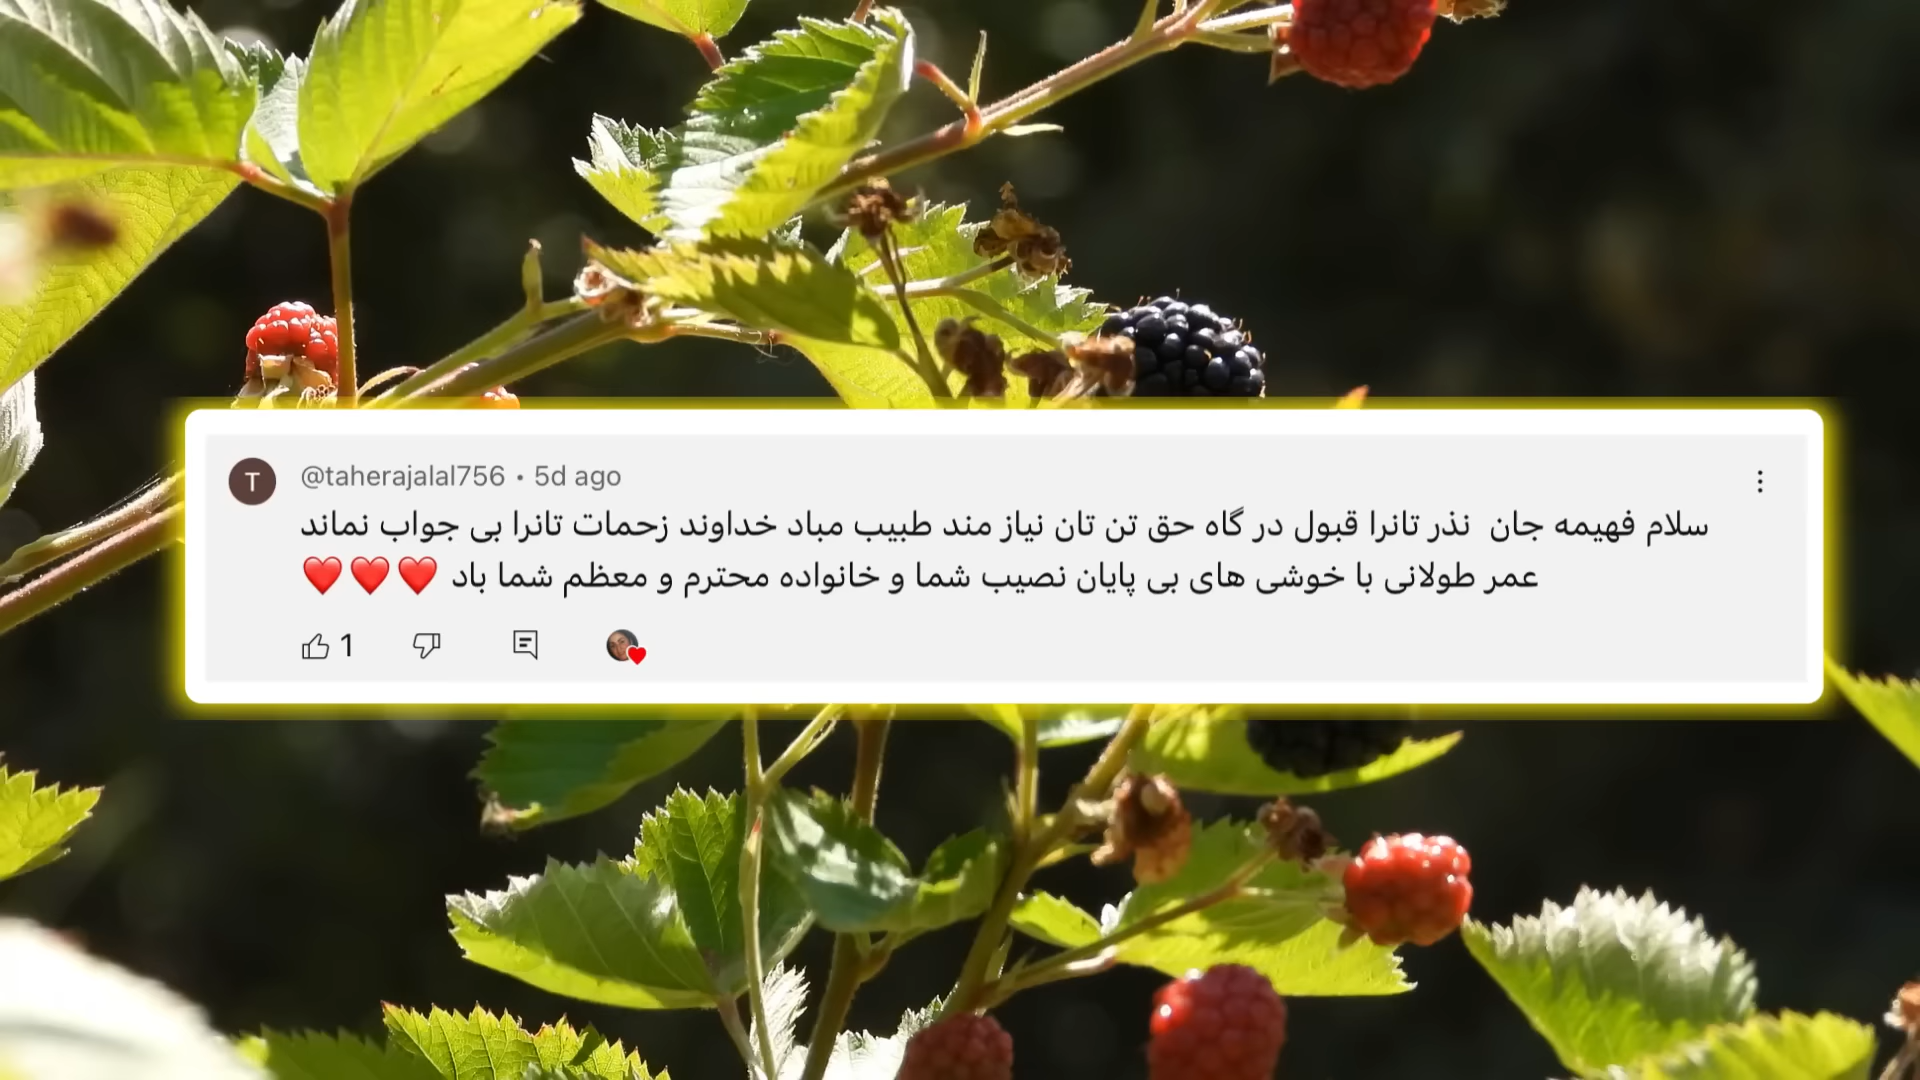 T
@taherajalal756 • 5d ago
سلام فهیمه جان نذر تانرا قبول در گاه حق تن تان نیاز مند طبیب مباد خداوند زحمات تانرا بی جواب نماند
عمر طولانی با خوشی های بی پایان نصیب شما و خانواده محترم و معظم شما باد ❤️❤️❤️
1